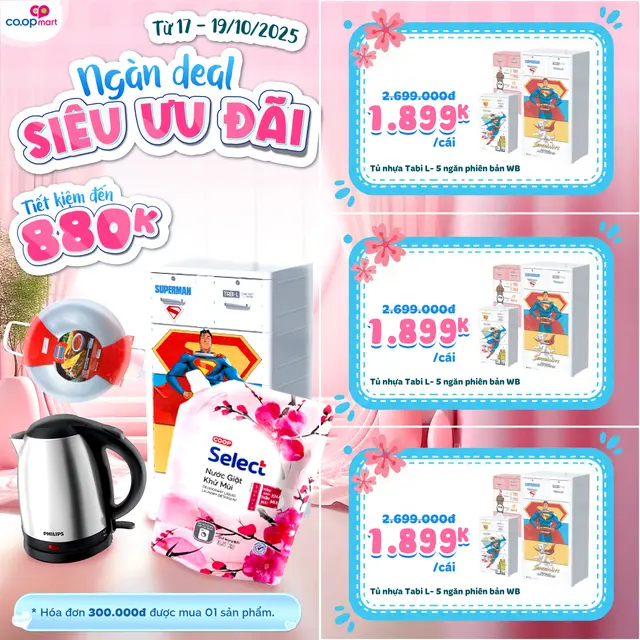 co.opmart
Từ 17 - 19/10/2025
Ngàn deal
SIÊU ƯU ĐÃI
Tiết kiệm đến
880K
SUPERMAN
TABI-L
PHILIPS
CO.OP
Select
Nước Giặt
Khử Mùi
* Hóa đơn 300.000đ được mua 01 sản phẩm.
2.699.000đ
1.899K
/cái
Tủ nhựa Tabi L- 5 ngăn phiên bản WB
2.699.000đ
1.899K
/cái
Tủ nhựa Tabi L- 5 ngăn phiên bản WB
2.699.000đ
1.899K
/cái
Tủ nhựa Tabi L- 5 ngăn phiên bản WB